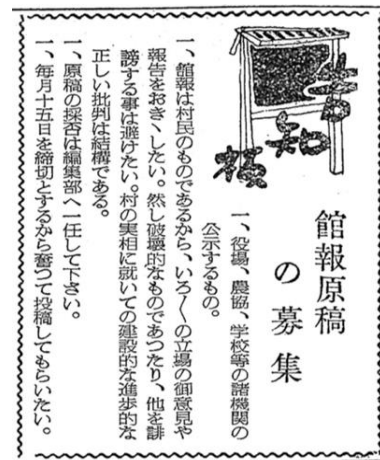 告知板
館報原稿
の募集
一、役場、農協、学校等の諸機関の
公示するもの。
一、館報は村民のものであるから、いろ〳〵の立場の御意見や
報告をおきゝしたい。然し破壊的なものであつたり、他を誹
謗する事は避けたい。村の実相に就いての建設的な進歩的な
正しい批判は結構である。
一、原稿の採否は編集部へ一任して下さい。
一、毎月十五日を締切とするから奮つて投稿してもらいたい。